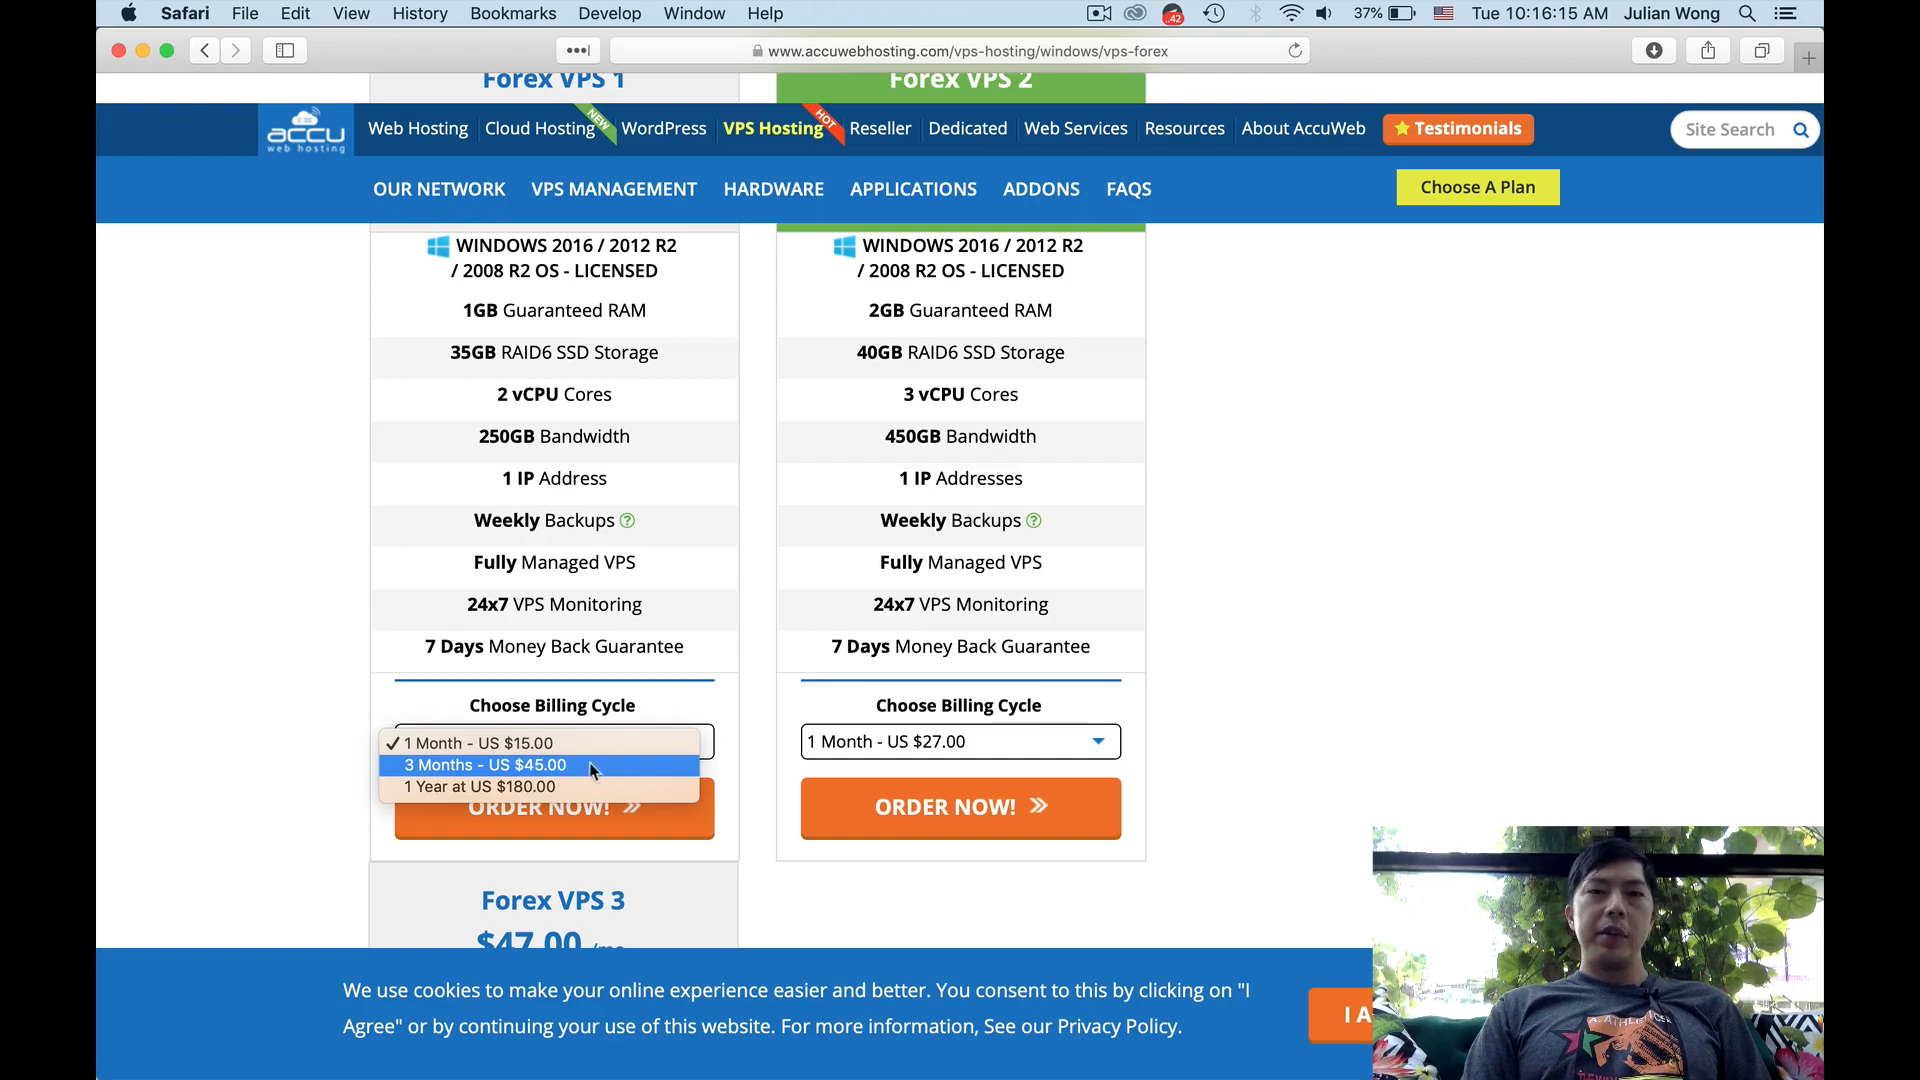 Safari File Edit View History Bookmarks Develop Window Help
..42 37% Tue 10:16:15 AM Julian Wong
www.accuwebhosting.com/vps-hosting/windows/vps-forex
Forex VPS 1
Forex VPS 2
accu
web hosting
Web Hosting Cloud Hosting NEW WordPress VPS Hosting HOT Reseller Dedicated Web Services Resources About AccuWeb Testimonials Site Search
OUR NETWORK VPS MANAGEMENT HARDWARE APPLICATIONS ADDONS FAQS Choose A Plan
WINDOWS 2016 / 2012 R2
/ 2008 R2 OS - LICENSED
1GB Guaranteed RAM
35GB RAID6 SSD Storage
2 vCPU Cores
250GB Bandwidth
1 IP Address
Weekly Backups ?
Fully Managed VPS
24x7 VPS Monitoring
7 Days Money Back Guarantee
Choose Billing Cycle
✓ 1 Month - US $15.00
3 Months - US $45.00
1 Year at US $180.00
ORDER NOW! »
WINDOWS 2016 / 2012 R2
/ 2008 R2 OS - LICENSED
2GB Guaranteed RAM
40GB RAID6 SSD Storage
3 vCPU Cores
450GB Bandwidth
1 IP Addresses
Weekly Backups ?
Fully Managed VPS
24x7 VPS Monitoring
7 Days Money Back Guarantee
Choose Billing Cycle
1 Month - US $27.00
ORDER NOW! »
Forex VPS 3
$47.00 /mo
We use cookies to make your online experience easier and better. You consent to this by clicking on "I
Agree" or by continuing your use of this website. For more information, See our Privacy Policy.
I A